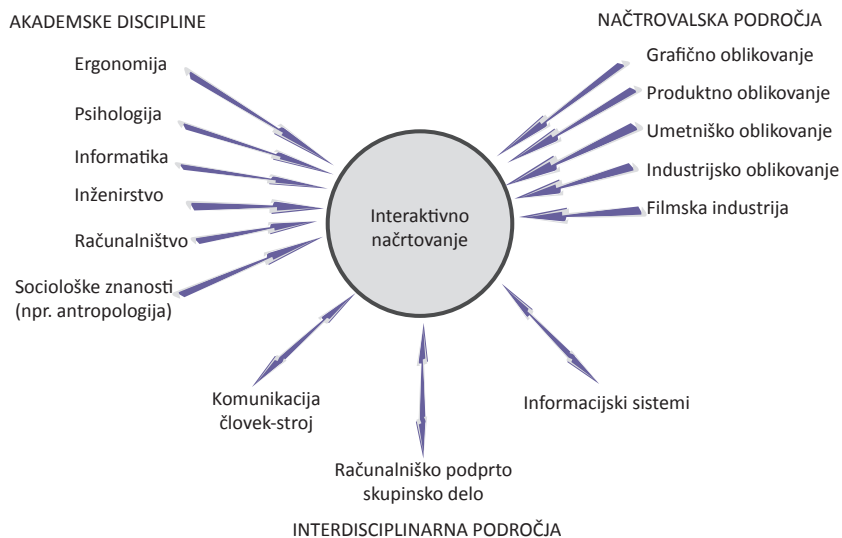 AKADEMSKE DISCIPLINE
Ergonomija
Psihologija
Informatika
Inženirstvo
Računalništvo
Sociološke znanosti
(npr. antropologija)
NAČTROVALSKA PODROČJA
Grafično oblikovanje
Produktno oblikovanje
Umetniško oblikovanje
Industrijsko oblikovanje
Filmska industrija
Interaktivno
načrtovanje
Komunikacija
človek-stroj
Računalniško podprto
skupinsko delo
Informacijski sistemi
INTERDISCIPLINARNA PODROČJA